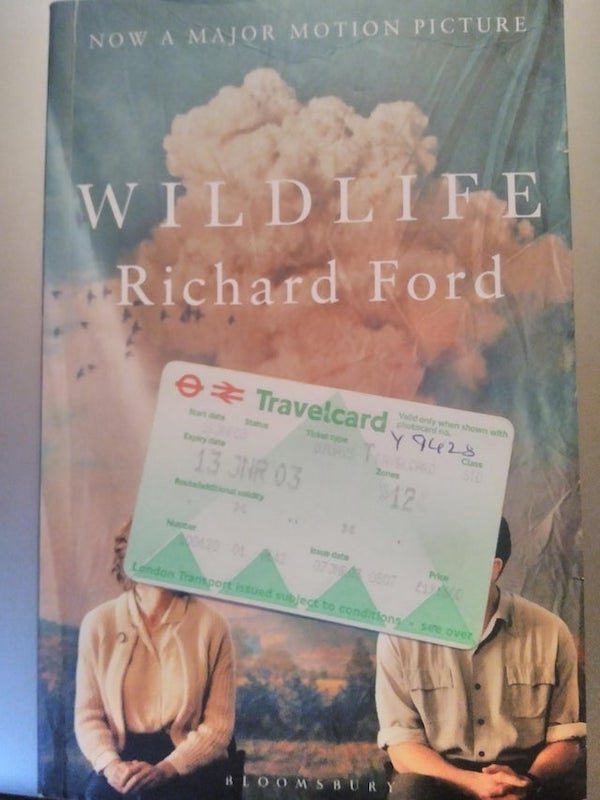 NOW A MAJOR MOTION PICTURE
WILDLIFE
Richard Ford
Travelcard
Valid only when shown with
photocard no.
Y 9428
Start date
Status
Ticket type
Class
STD
Expiry date
13 JNR 03
Zones
12
Route/additional validity
Number
Issue date
Price
London Transport issued subject to conditions - see over
BLOOMSBURY